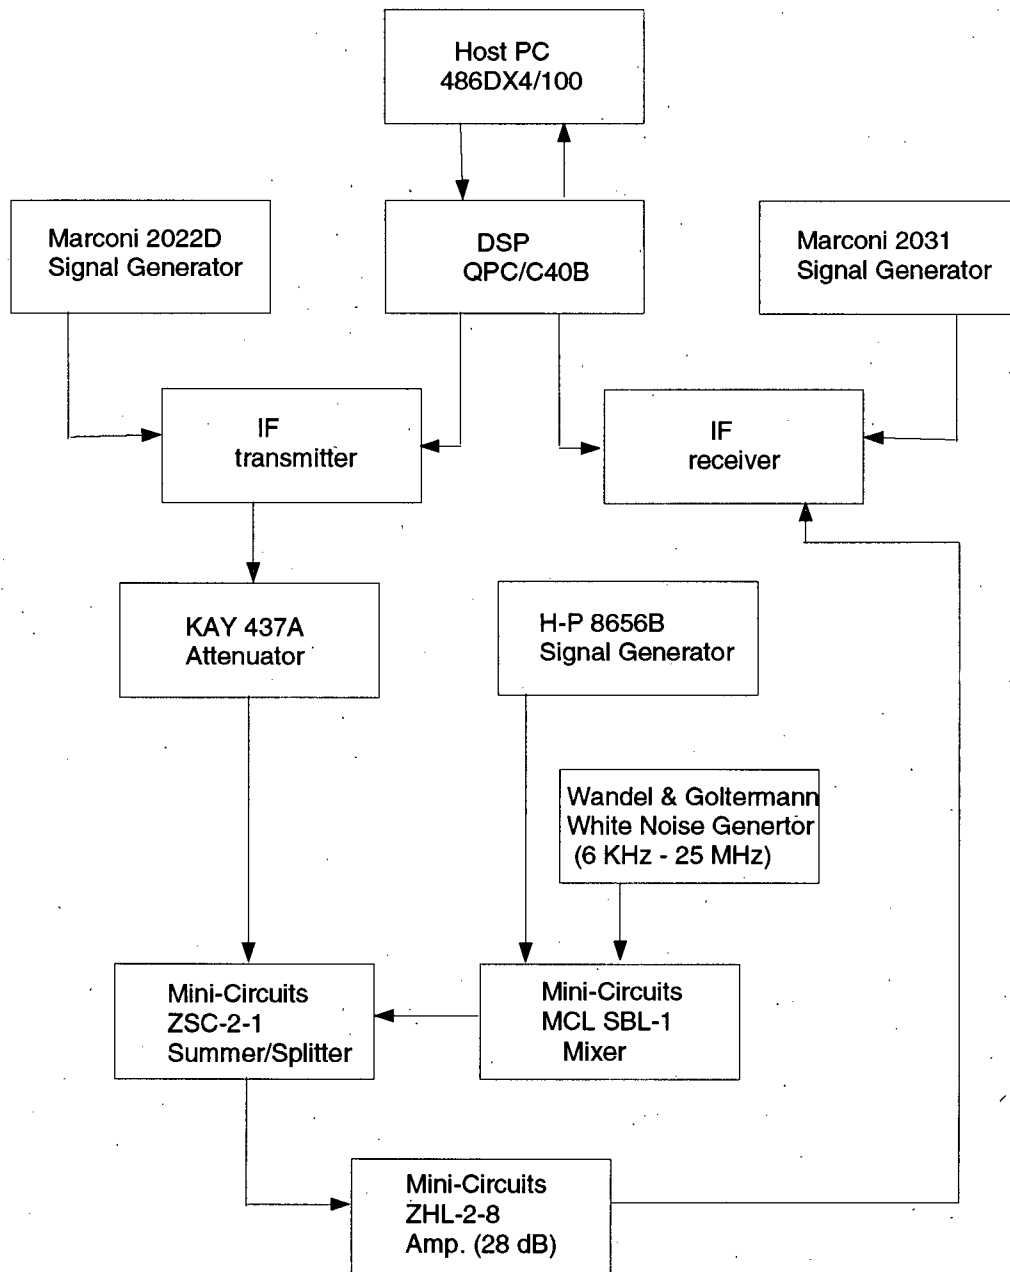 Host PC
486DX4/100
Marconi 2022D
Signal Generator
DSP
QPC/C40B
Marconi 2031
Signal Generator
IF
transmitter
IF
receiver
KAY 437A
Attenuator
H-P 8656B
Signal Generator
Wandel & Goltermann
White Noise Genertor
(6 KHz - 25 MHz)
Mini-Circuits
ZSC-2-1
Summer/Splitter
Mini-Circuits
MCL SBL-1
Mixer
Mini-Circuits
ZHL-2-8
Amp. (28 dB)